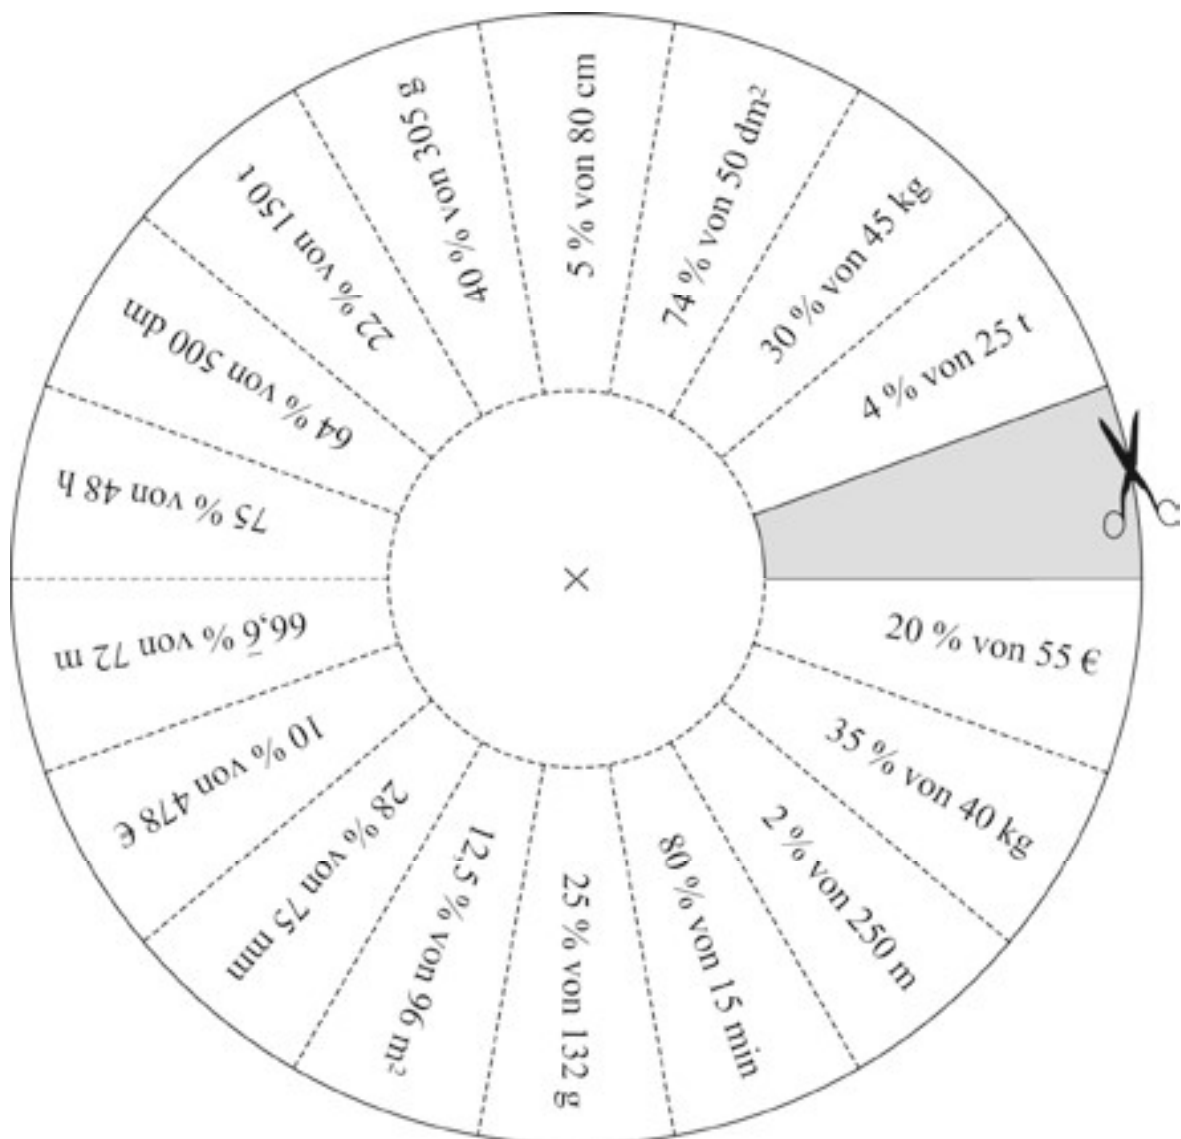 5 % von 80 cm
74 % von 50 dm²
30 % von 45 kg
4 % von 25 t
20 % von 55 €
35 % von 40 kg
2 % von 250 m
80 % von 15 min
25 % von 132 g
12,5 % von 96 m²
28 % von 75 mm
10 % von 478 €
66,6̅ % von 72 m
75 % von 48 h
64 % von 500 dm
22 % von 150 t
40 % von 305 g